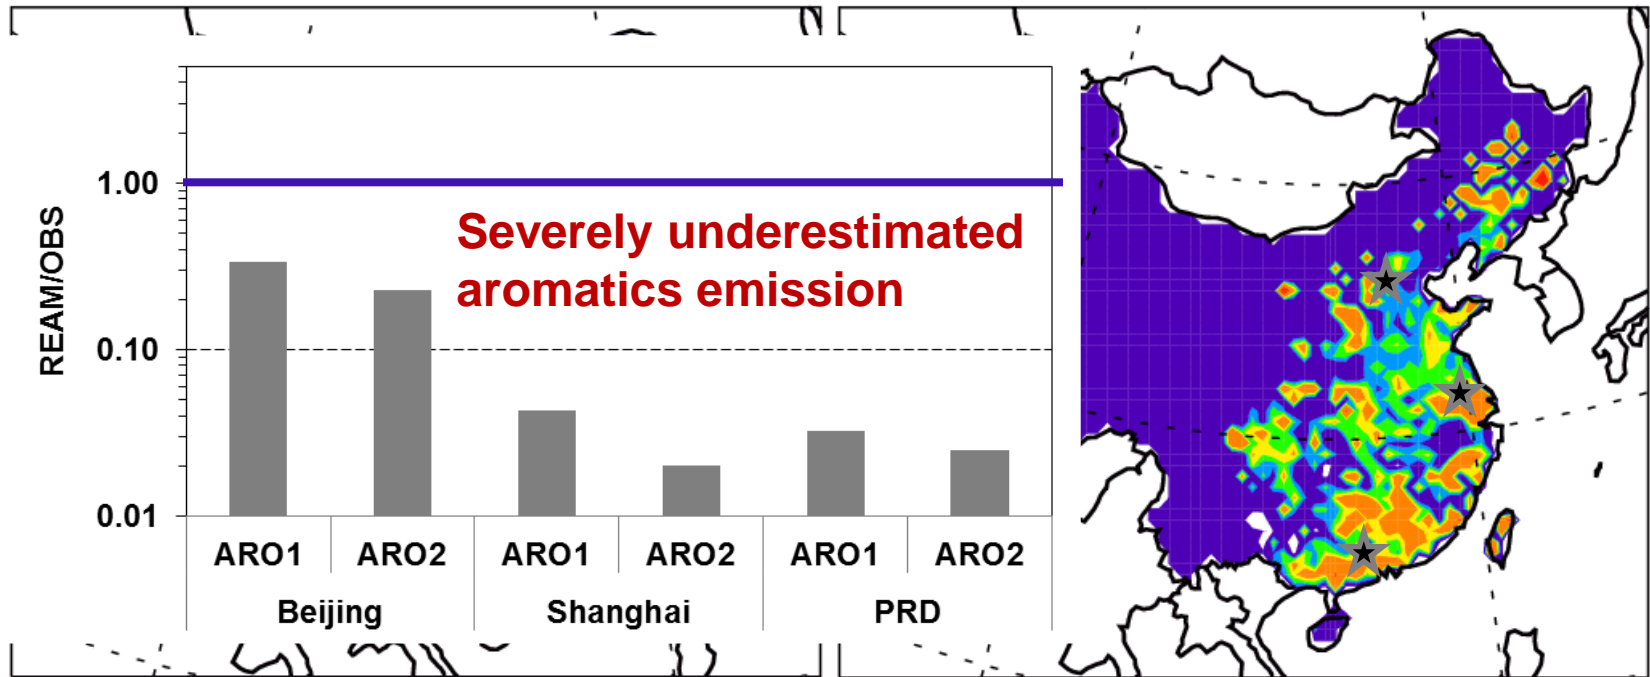 REAM/OBS
1.00
0.10
0.01
Severely underestimated
aromatics emission
ARO1 ARO2 ARO1 ARO2 ARO1 ARO2
Beijing Shanghai PRD